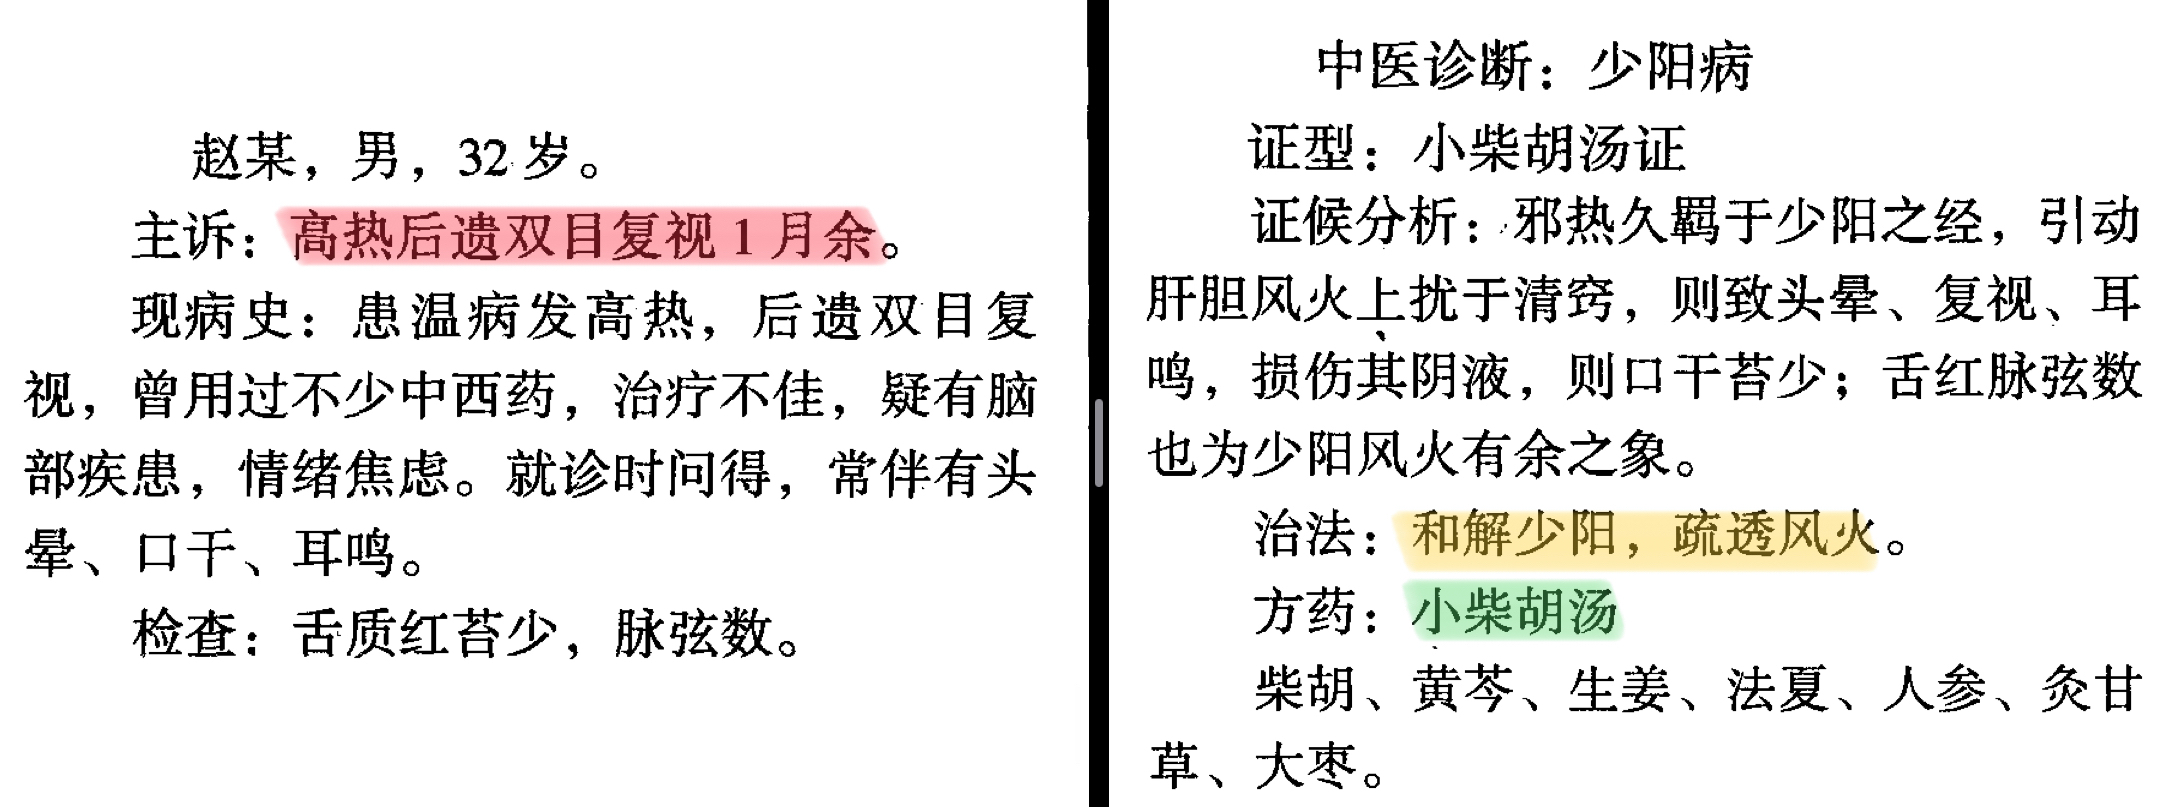 赵某，男，32岁。
主诉：高热后遗双目复视1月余。
现病史：患温病发高热，后遗双目复
视，曾用过不少中西药，治疗不佳，疑有脑
部疾患，情绪焦虑。就诊时问得，常伴有头
晕、口干、耳鸣。
检查：舌质红苔少，脉弦数。
中医诊断：少阳病
证型：小柴胡汤证
证候分析：邪热久羁于少阳之经，引动
肝胆风火上扰于清窍，则致头晕、复视、耳
鸣，损伤其阴液，则口干苔少；舌红脉弦数
也为少阳风火有余之象。
治法：和解少阳，疏透风火。
方药：小柴胡汤
柴胡、黄芩、生姜、法夏、人参、灸甘
草、大枣。